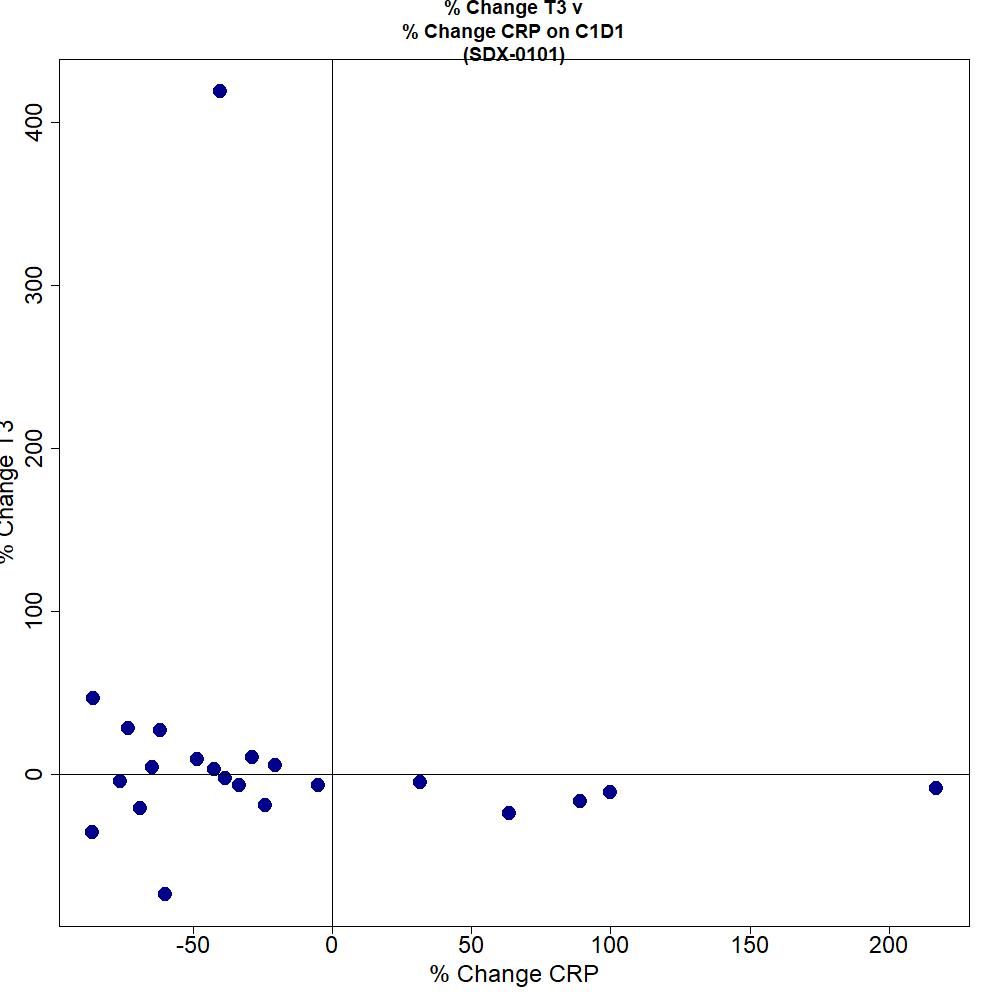 % Change T3 v
% Change CRP on C1D1
(SDX-0101)
400
300
200
100
0
% Change T3
-50 0 50 100 150 200
% Change CRP